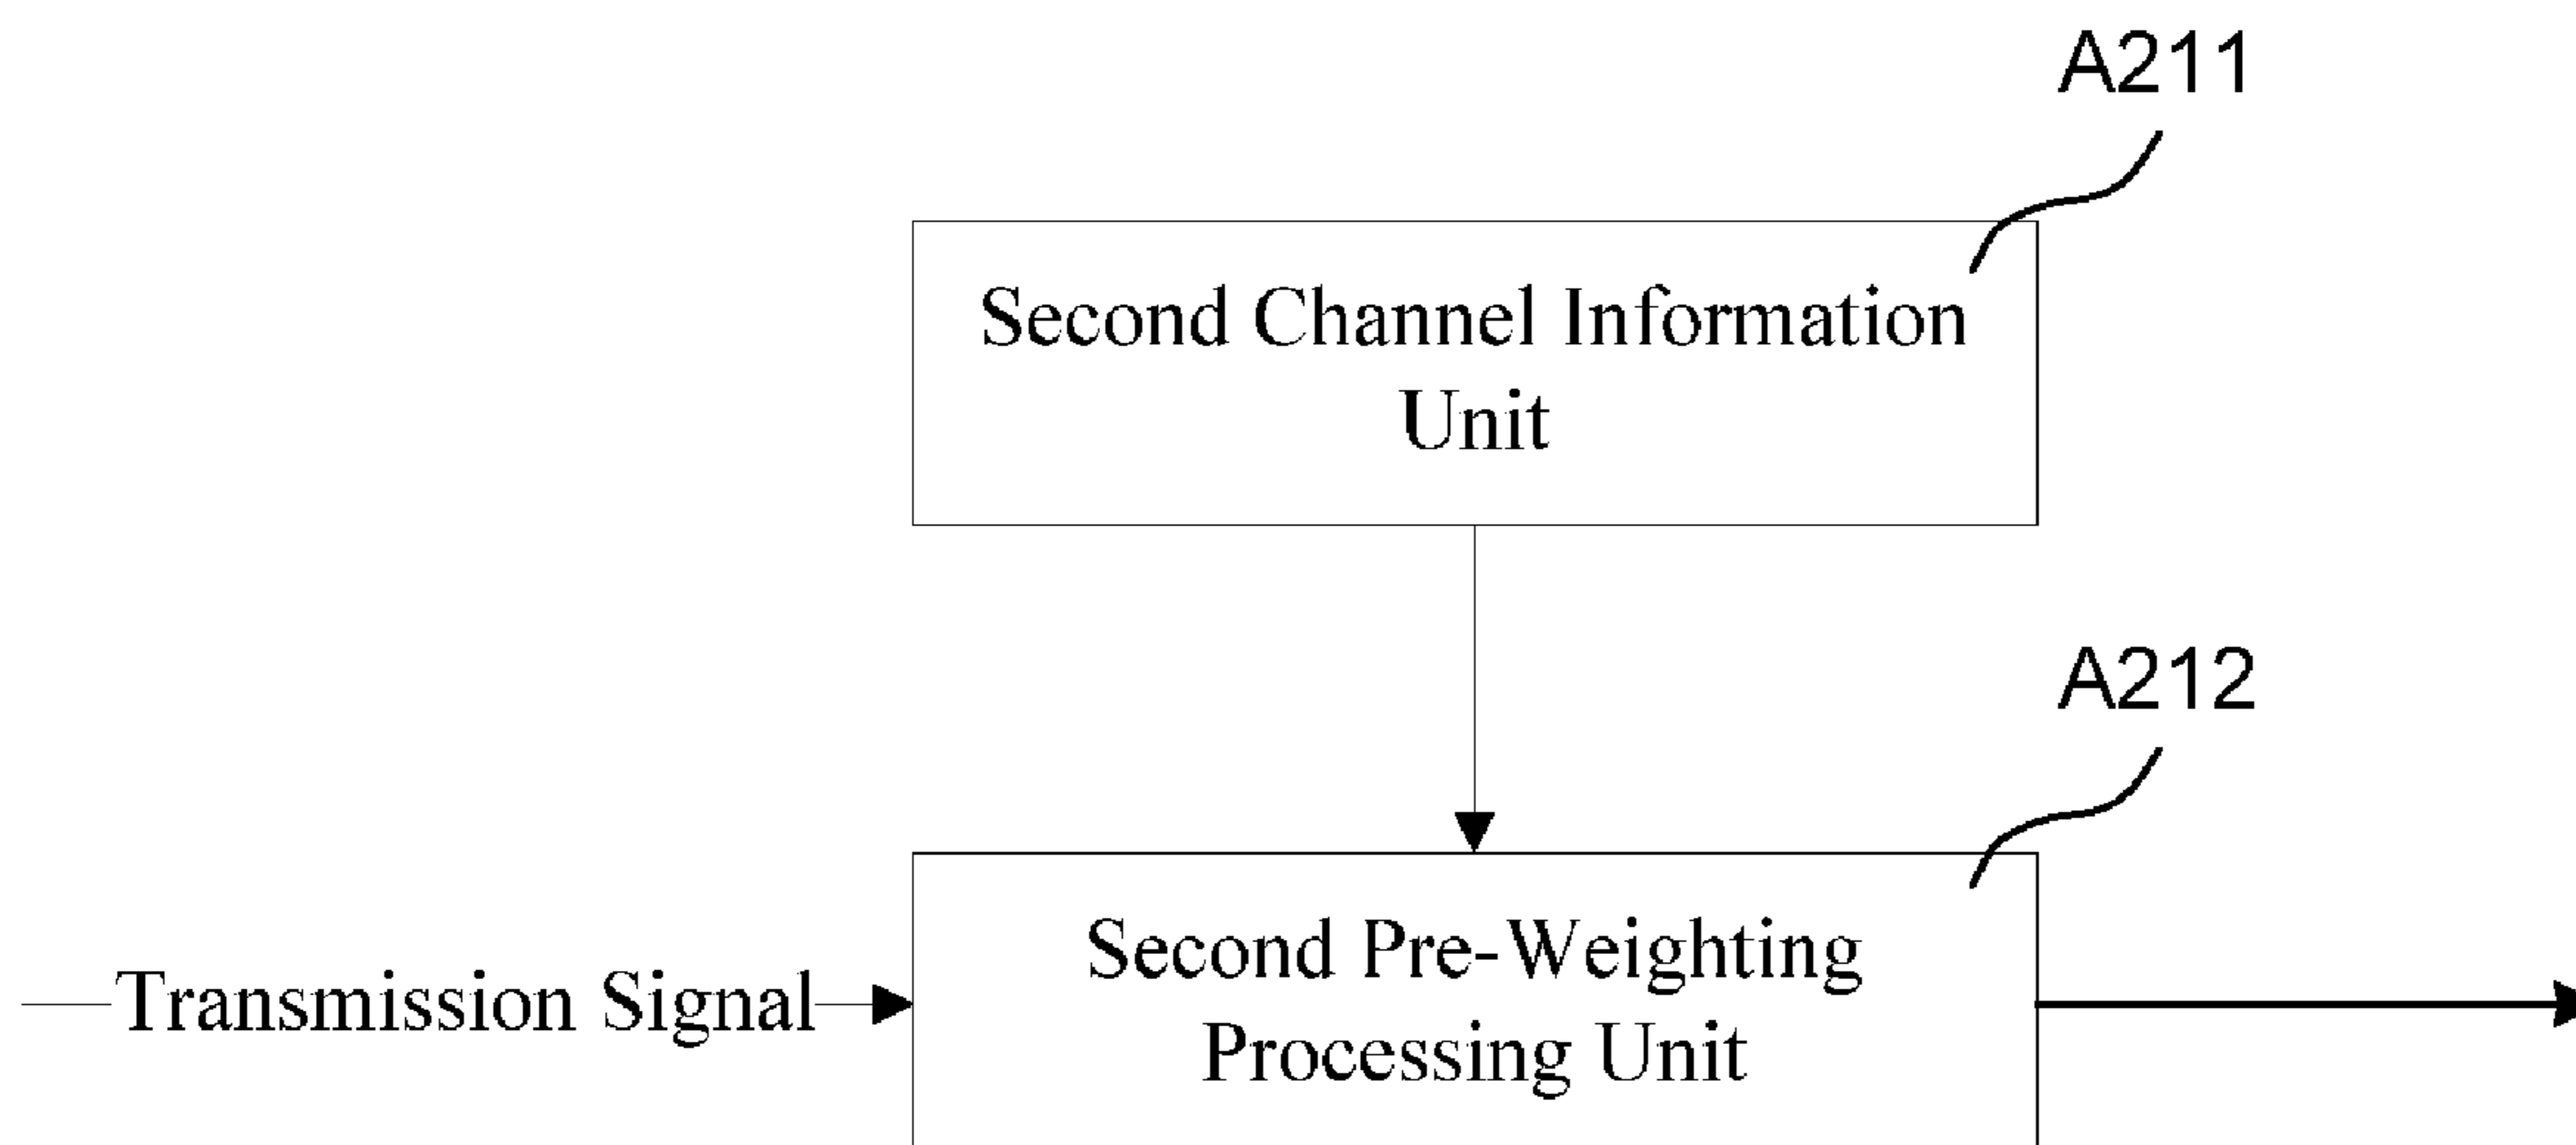 A211
Second Channel Information
Unit
A212
Second Pre-Weighting
Transmission Signal
Processing Unit